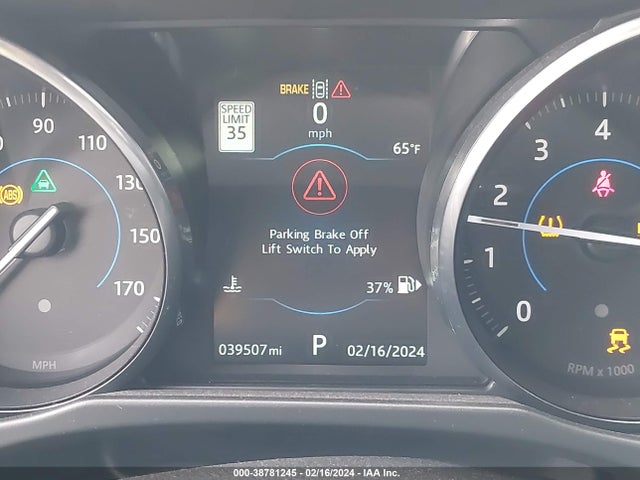 BRAKE
SPEED
LIMIT
35
0
mph
65°F
90
110
130
150
170
MPH
ABS
Parking Brake Off
Lift Switch To Apply
37%
039507 mi
P
02/16/2024
4
3
2
1
0
RPM x 1000
000-38781245 - 02/16/2024 - IAA Inc.